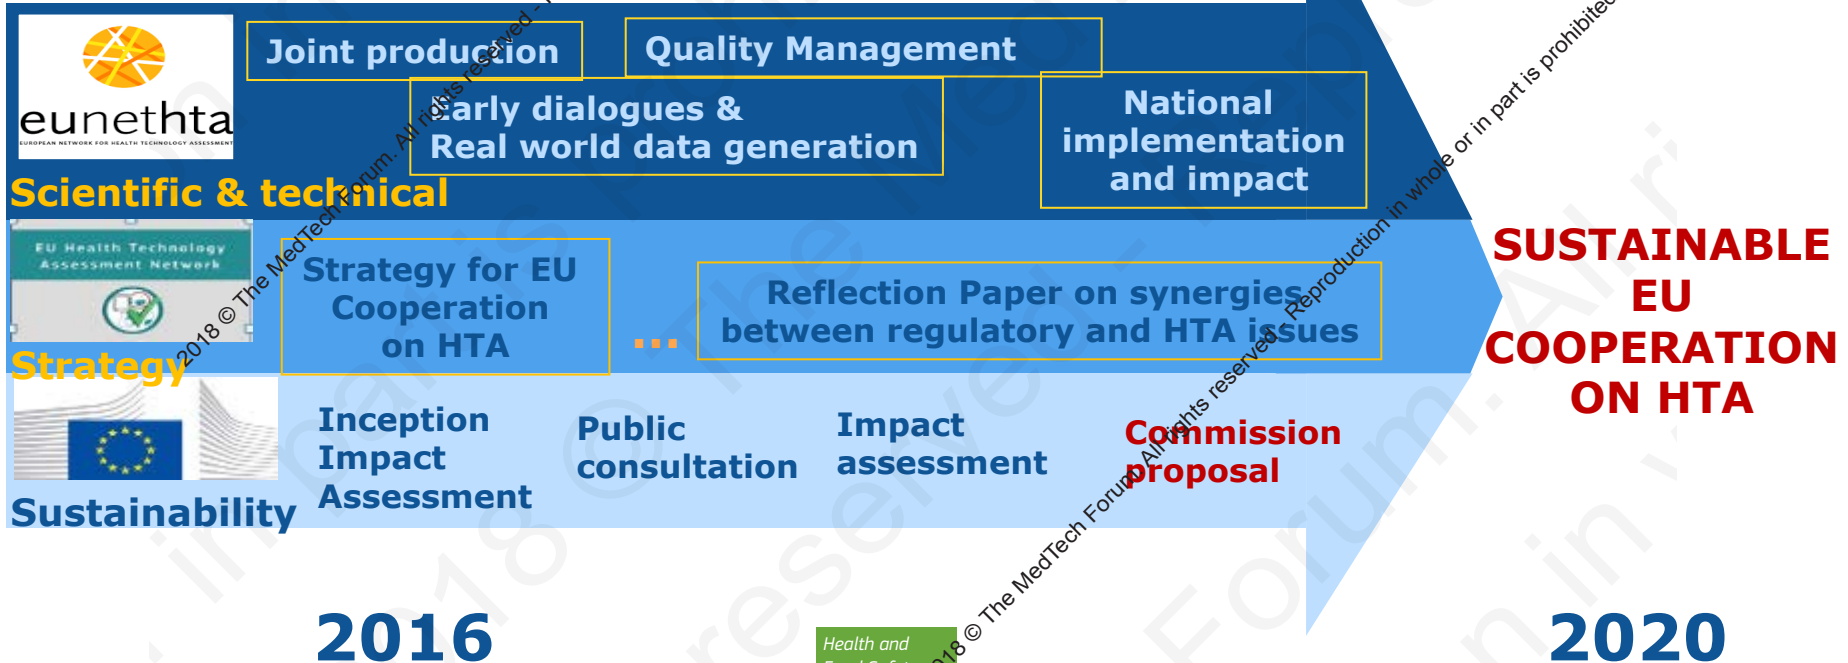 eunethta
EUROPEAN NETWORK FOR HEALTH TECHNOLOGY ASSESSMENT
Joint production
Quality Management
Early dialogues &
Real world data generation
National
implementation
and impact
Scientific & technical
EU Health Technology
Assessment Network
Strategy for EU
Cooperation
on HTA
...
Reflection Paper on synergies
between regulatory and HTA issues
Strategy
Inception
Impact
Assessment
Public
consultation
Impact
assessment
Commission
proposal
Sustainability
SUSTAINABLE
EU
COOPERATION
ON HTA
2016
Health and
2020
2018 © The MedTech Forum. All rights reserved -
2018 © The MedTech Forum. All rights reserved - Reproduction in whole or in part is prohibited